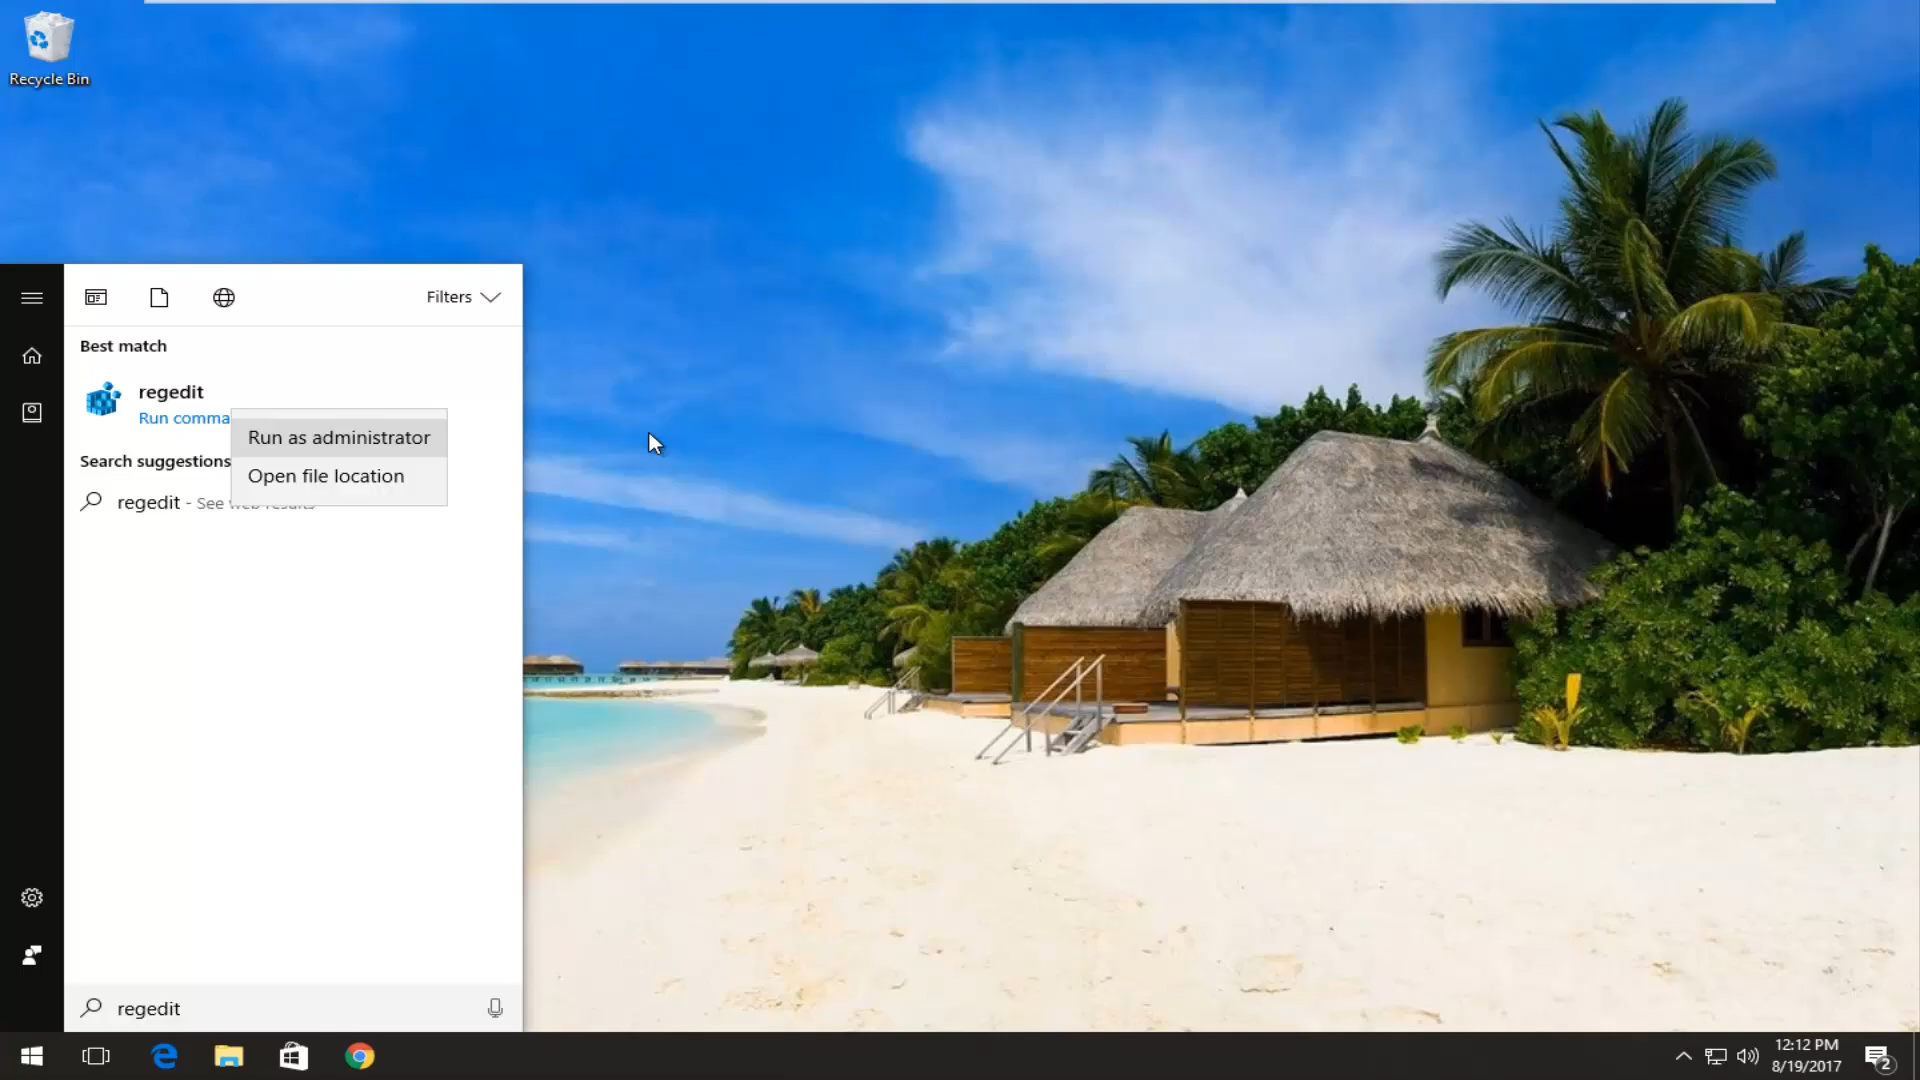 Recycle Bin
Filters
Best match
regedit
Run comma
Run as administrator
Search suggestions
Open file location
regedit - See web results
regedit
12:12 PM
8/19/2017
2